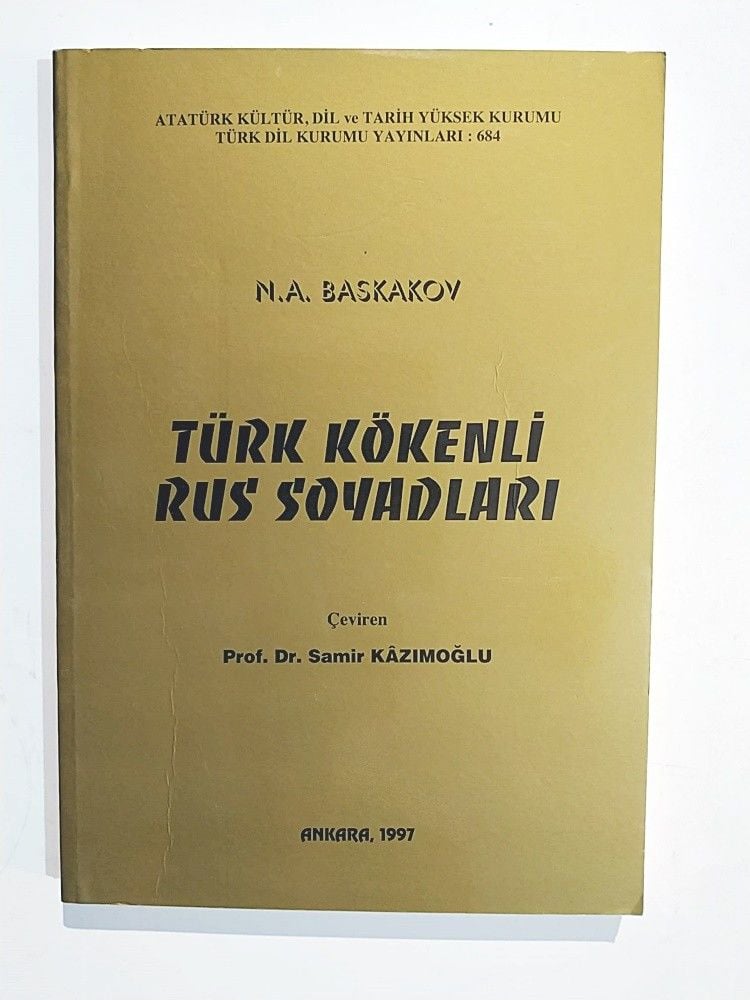 ATATÜRK KÜLTÜR, DİL ve TARİH YÜKSEK KURUMU
TÜRK DİL KURUMU YAYINLARI : 684
N.A. BASKAKOV
TÜRK KÖKENLİ
RUS SOYADLARI
Çeviren
Prof. Dr. Samir KÂZIMOĞLU
ANKARA, 1997